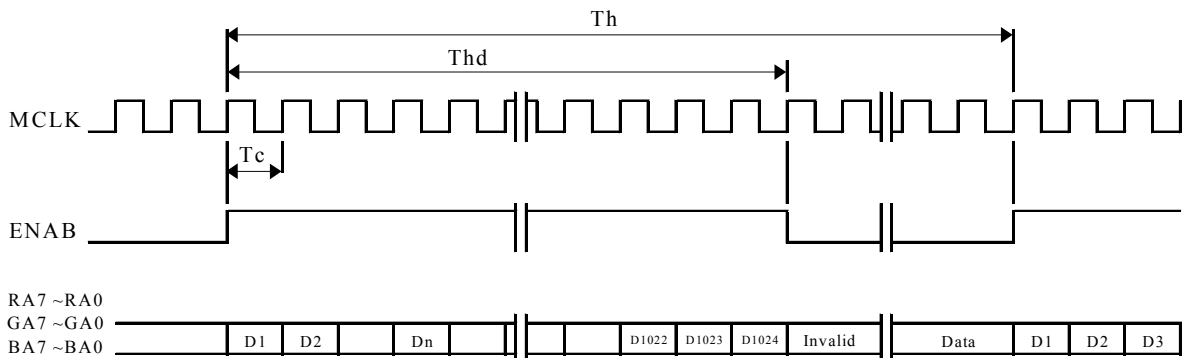 Th
Thd
MCLK
Tc
ENAB
RA7 ~RA0
GA7 ~GA0
BA7 ~BA0
D1 D2 Dn D1022 D1023 D1024 Invalid Data D1 D2 D3